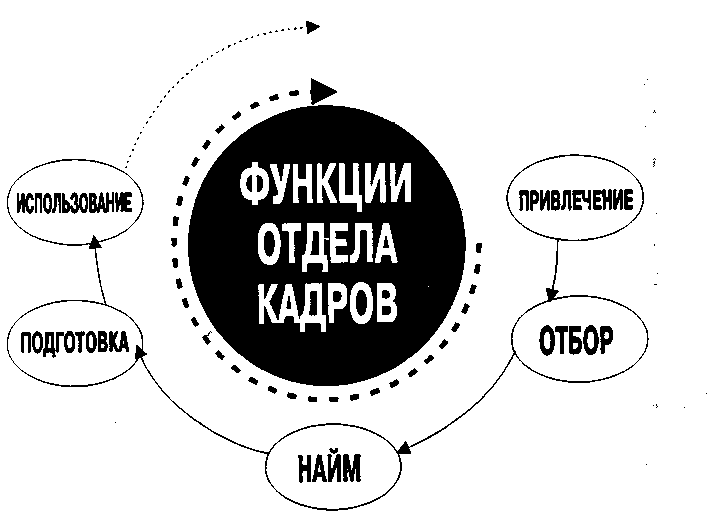 ФУНКЦИИ
ОТДЕЛА
КАДРОВ
ПРИВЛЕЧЕНИЕ
ОТБОР
НАЙМ
ПОДГОТОВКА
ИСПОЛЬЗОВАНИЕ